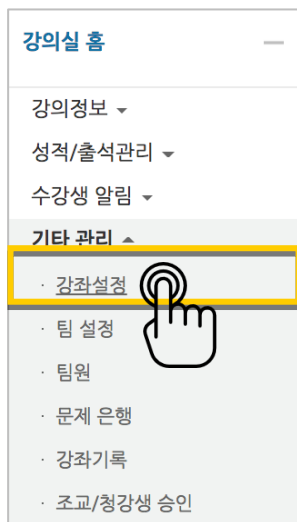 강의실 홈
강의정보
성적/출석관리
수강생 알림
기타 관리
· 강좌설정
· 팀 설정
· 팀원
· 문제 은행
· 강좌기록
· 조교/청강생 승인